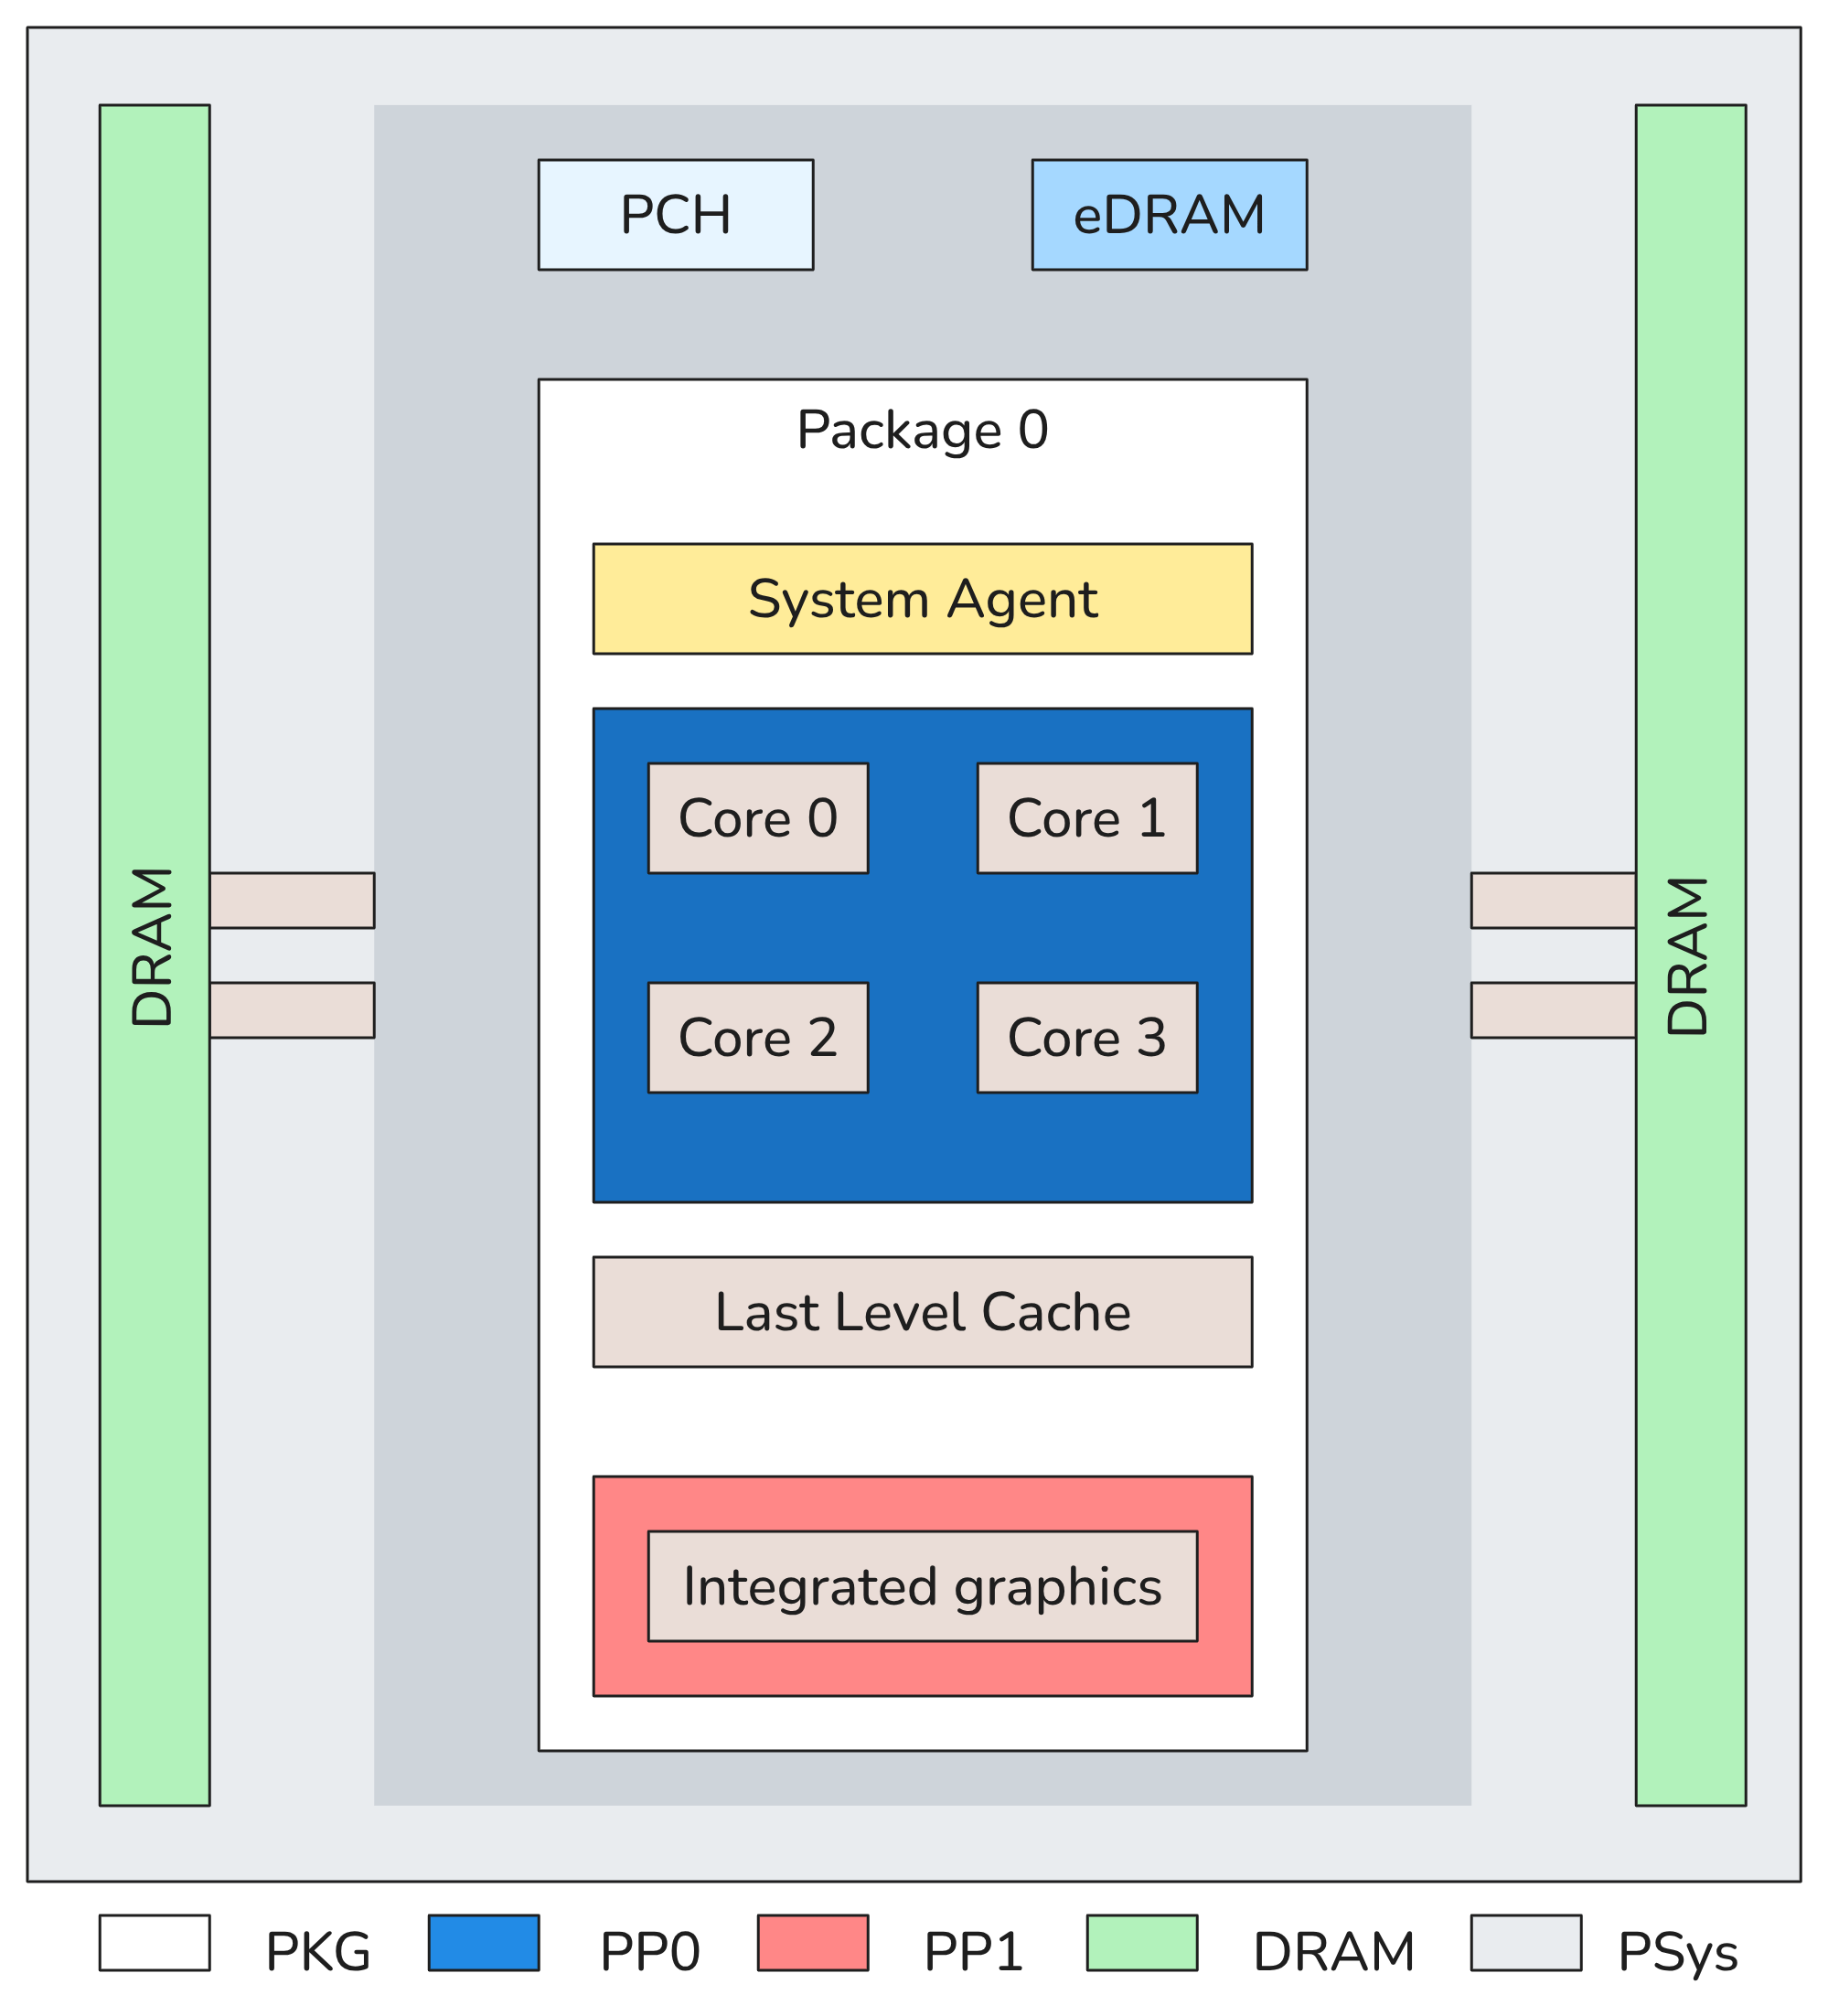 PCH
eDRAM
Package 0
System Agent
Core 0
Core 1
Core 2
Core 3
DRAM
DRAM
Last Level Cache
Integrated graphics
PKG
PP0
PP1
DRAM
PSys